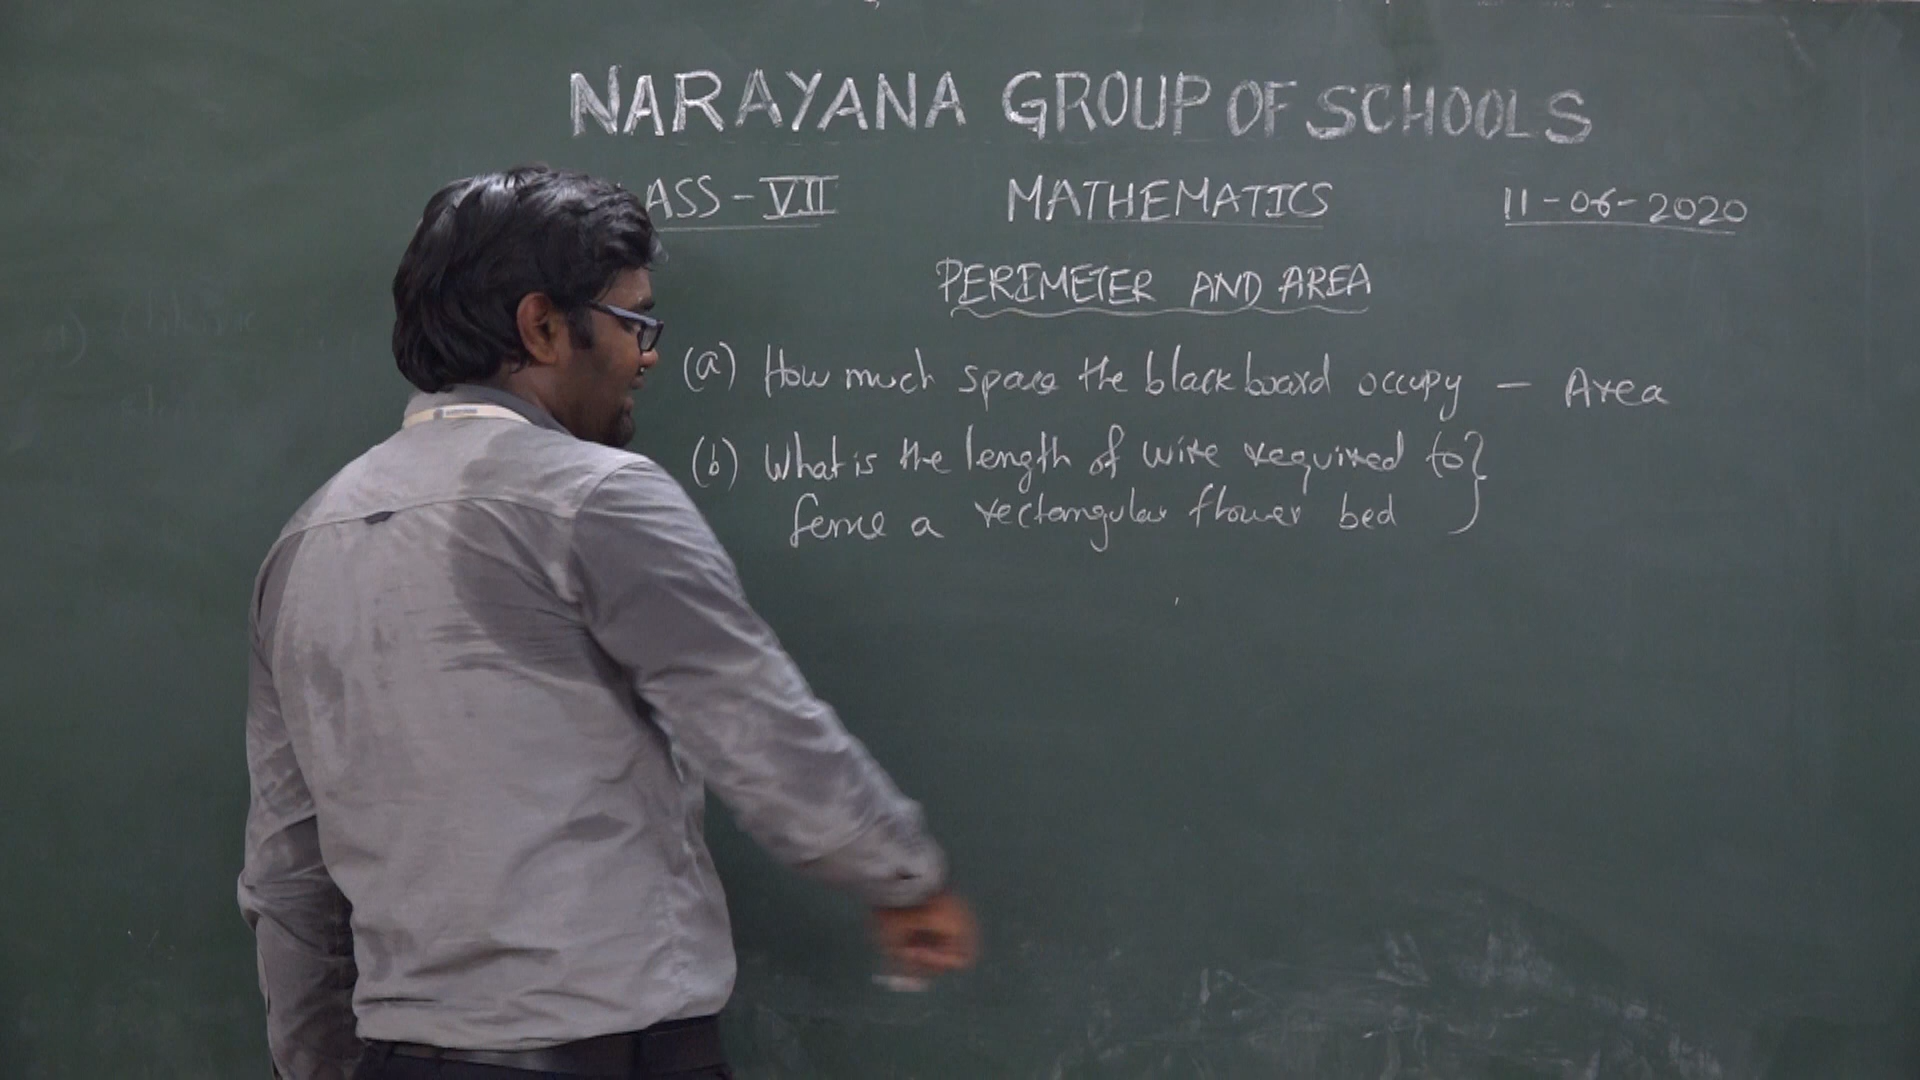 NARAYANA GROUP OF SCHOOLS
ASS - VII MATHEMATICS 11-06-2020
PERIMETER AND AREA
(a) How much space the blackboard occupy - Area
(b) What is the length of wire required to }
fence a rectangular flower bed